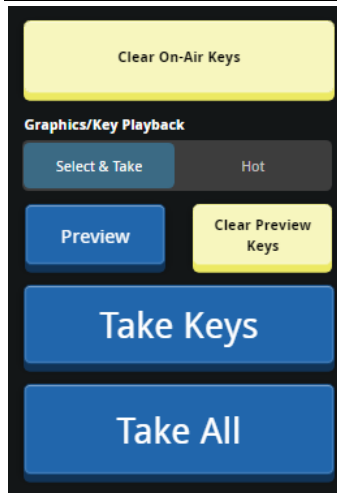 Clear On-Air Keys
Graphics/Key Playback
Select & Take
Hot
Preview
Clear Preview
Keys
Take Keys
Take All